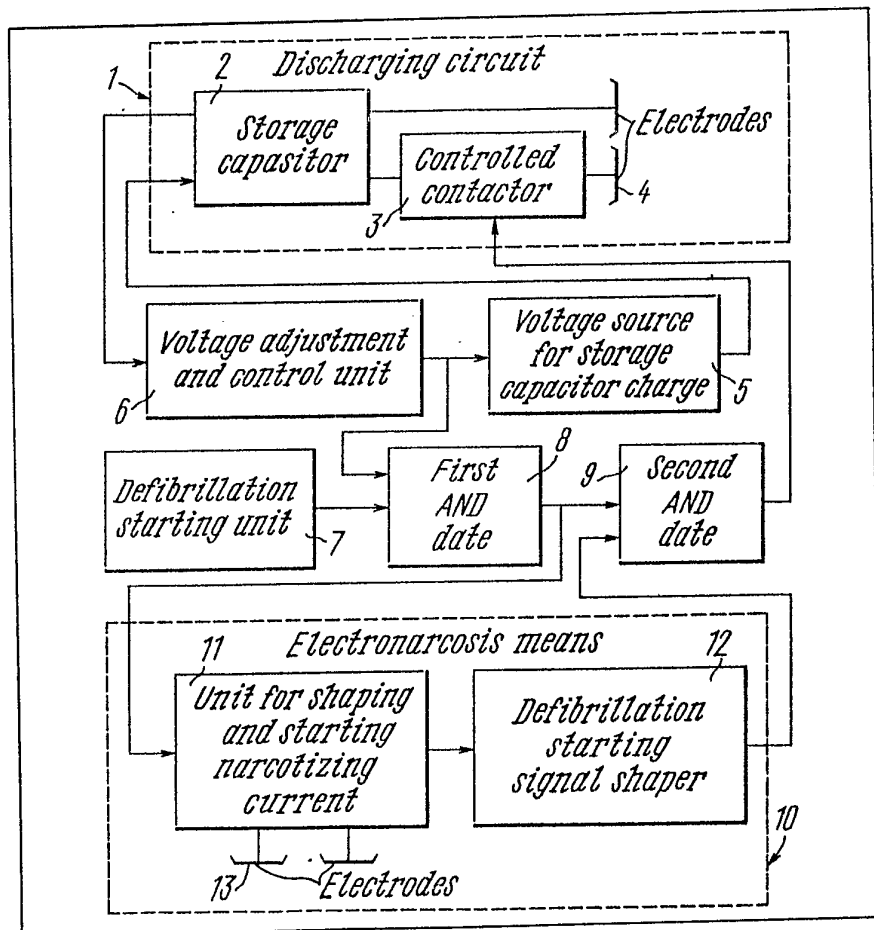 Discharging circuit
1
2
Storage
capasitor
Electrodes
Controlled
contactor
3
4
Voltage adjustment
and control unit
6
Voltage source
for storage
capacitor charge
5
Defibrillation
starting unit
7
8
First
AND
date
9
Second
AND
date
Electronarcosis means
11
Unit for shaping
and starting
narcotizing
current
12
Defibrillation
starting
signal shaper
10
13
Electrodes